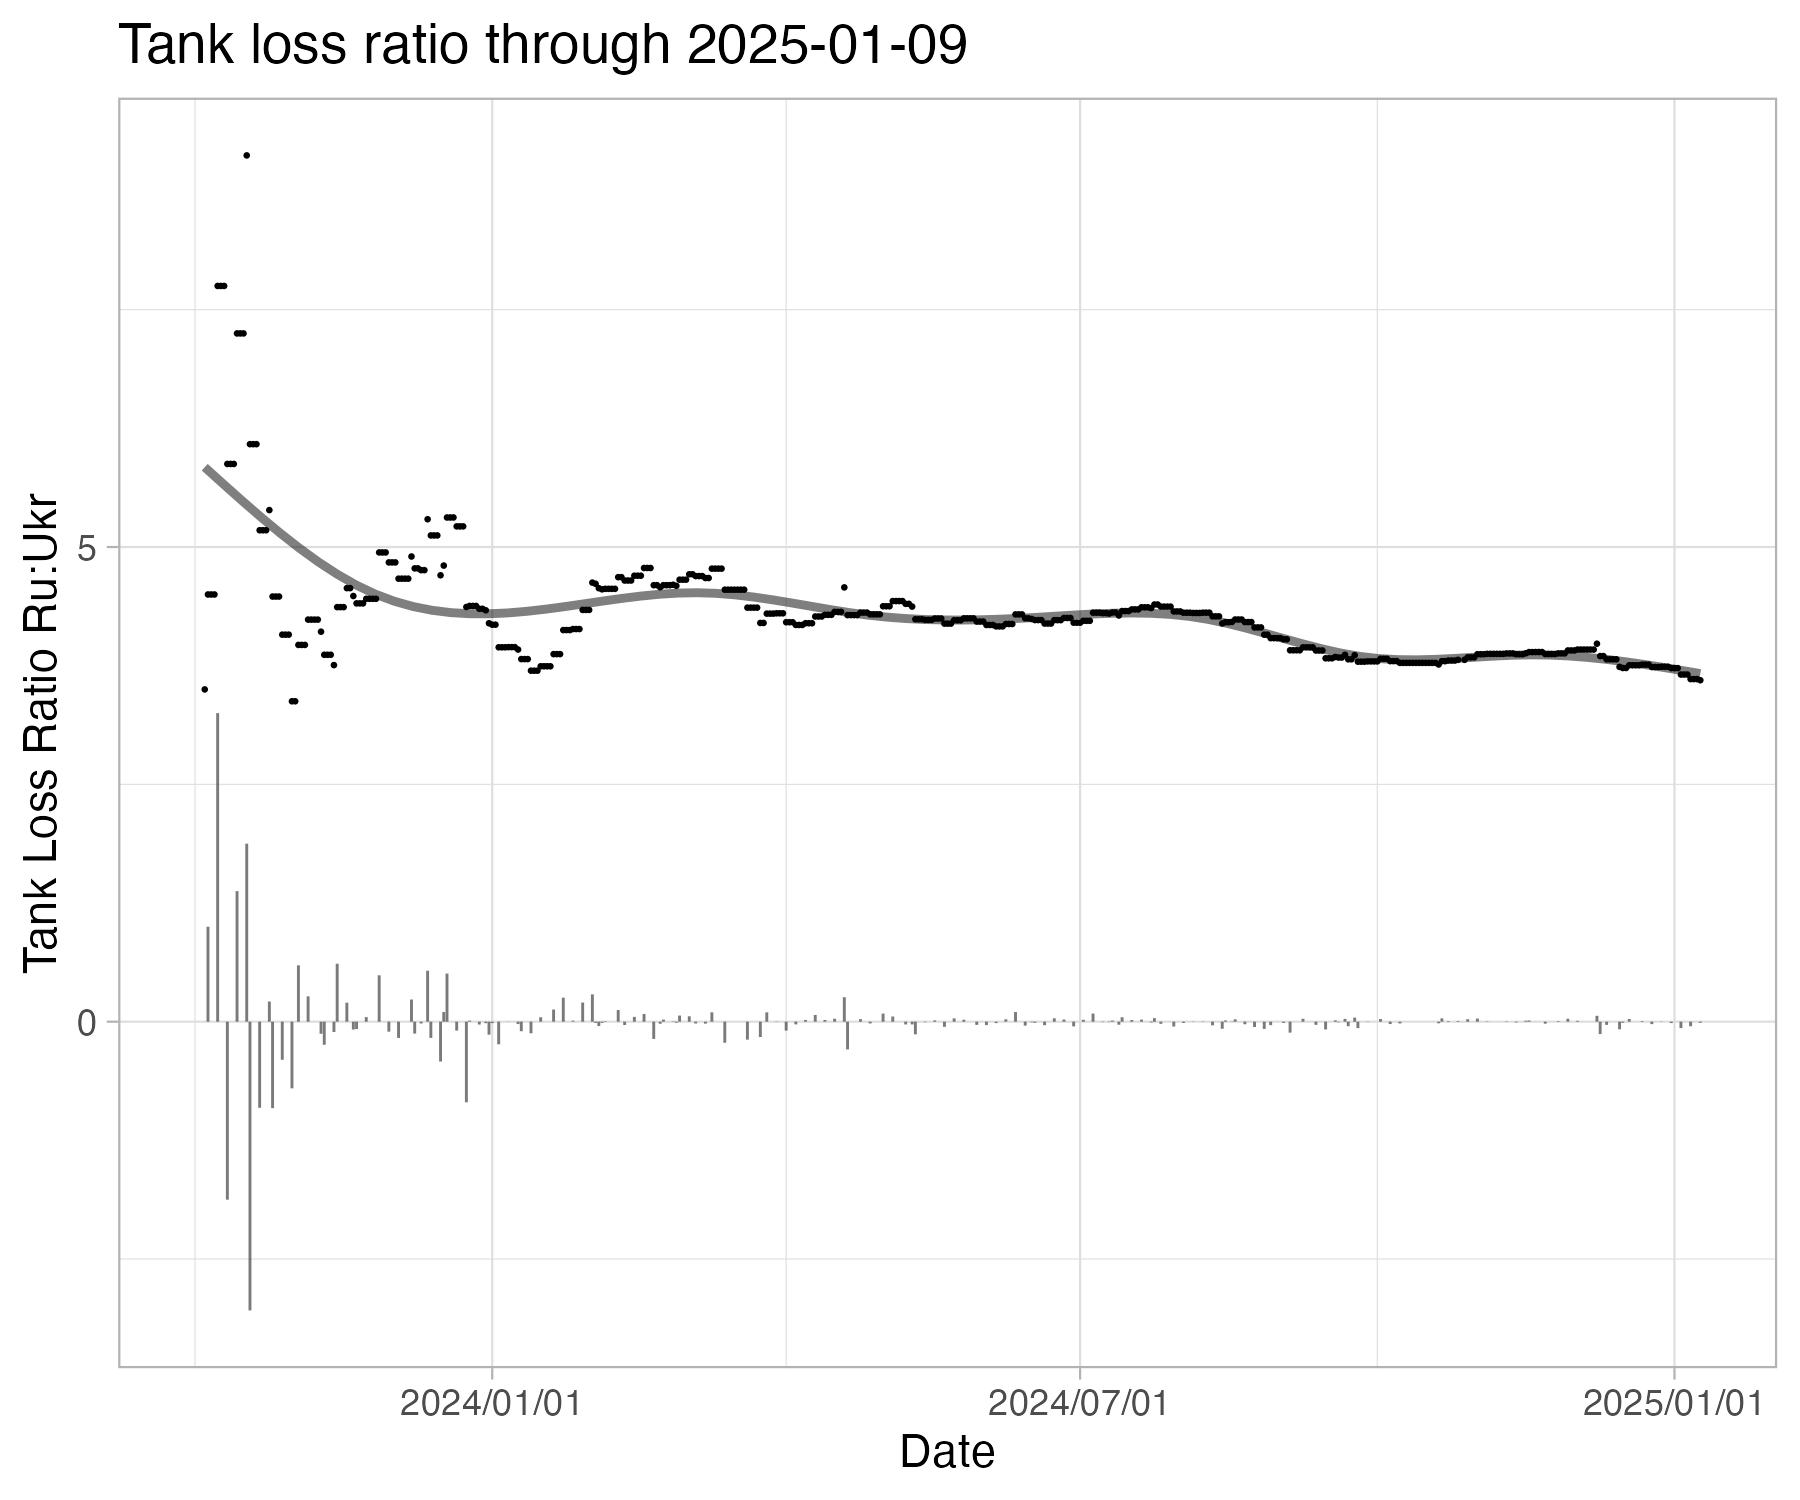 Tank loss ratio through 2025-01-09
Tank Loss Ratio Ru:Ukr
5
0
2024/01/01
2024/07/01
2025/01/01
Date